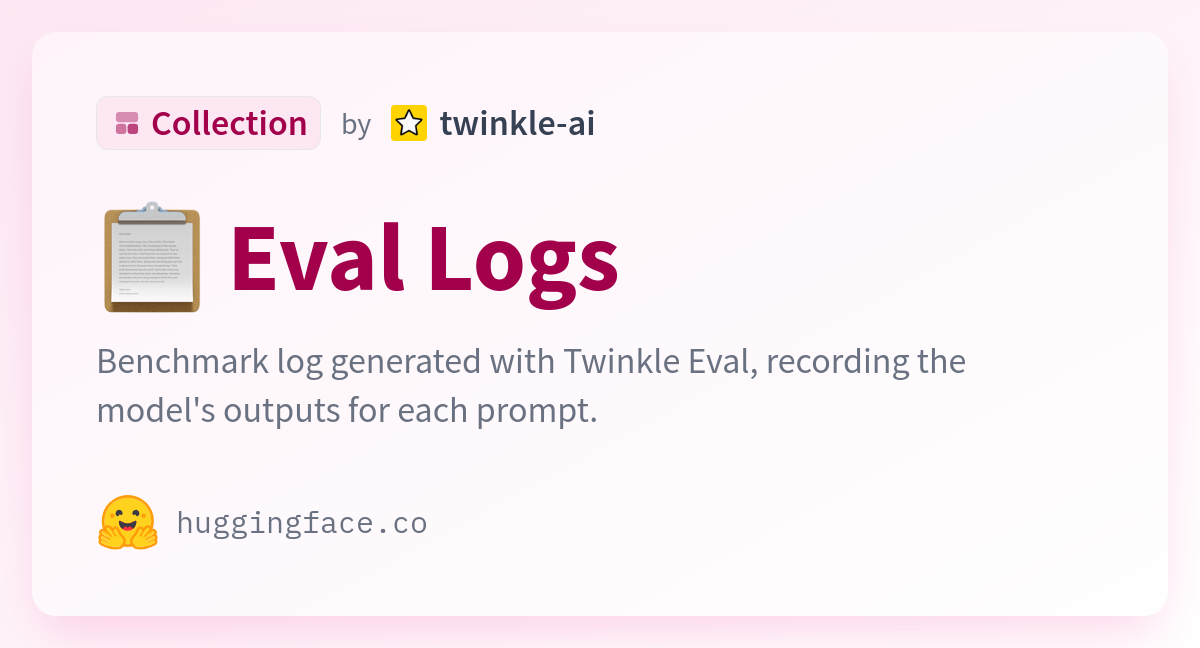 Collection by twinkle-ai
📋 Eval Logs
Benchmark log generated with Twinkle Eval, recording the
model's outputs for each prompt.
huggingface.co